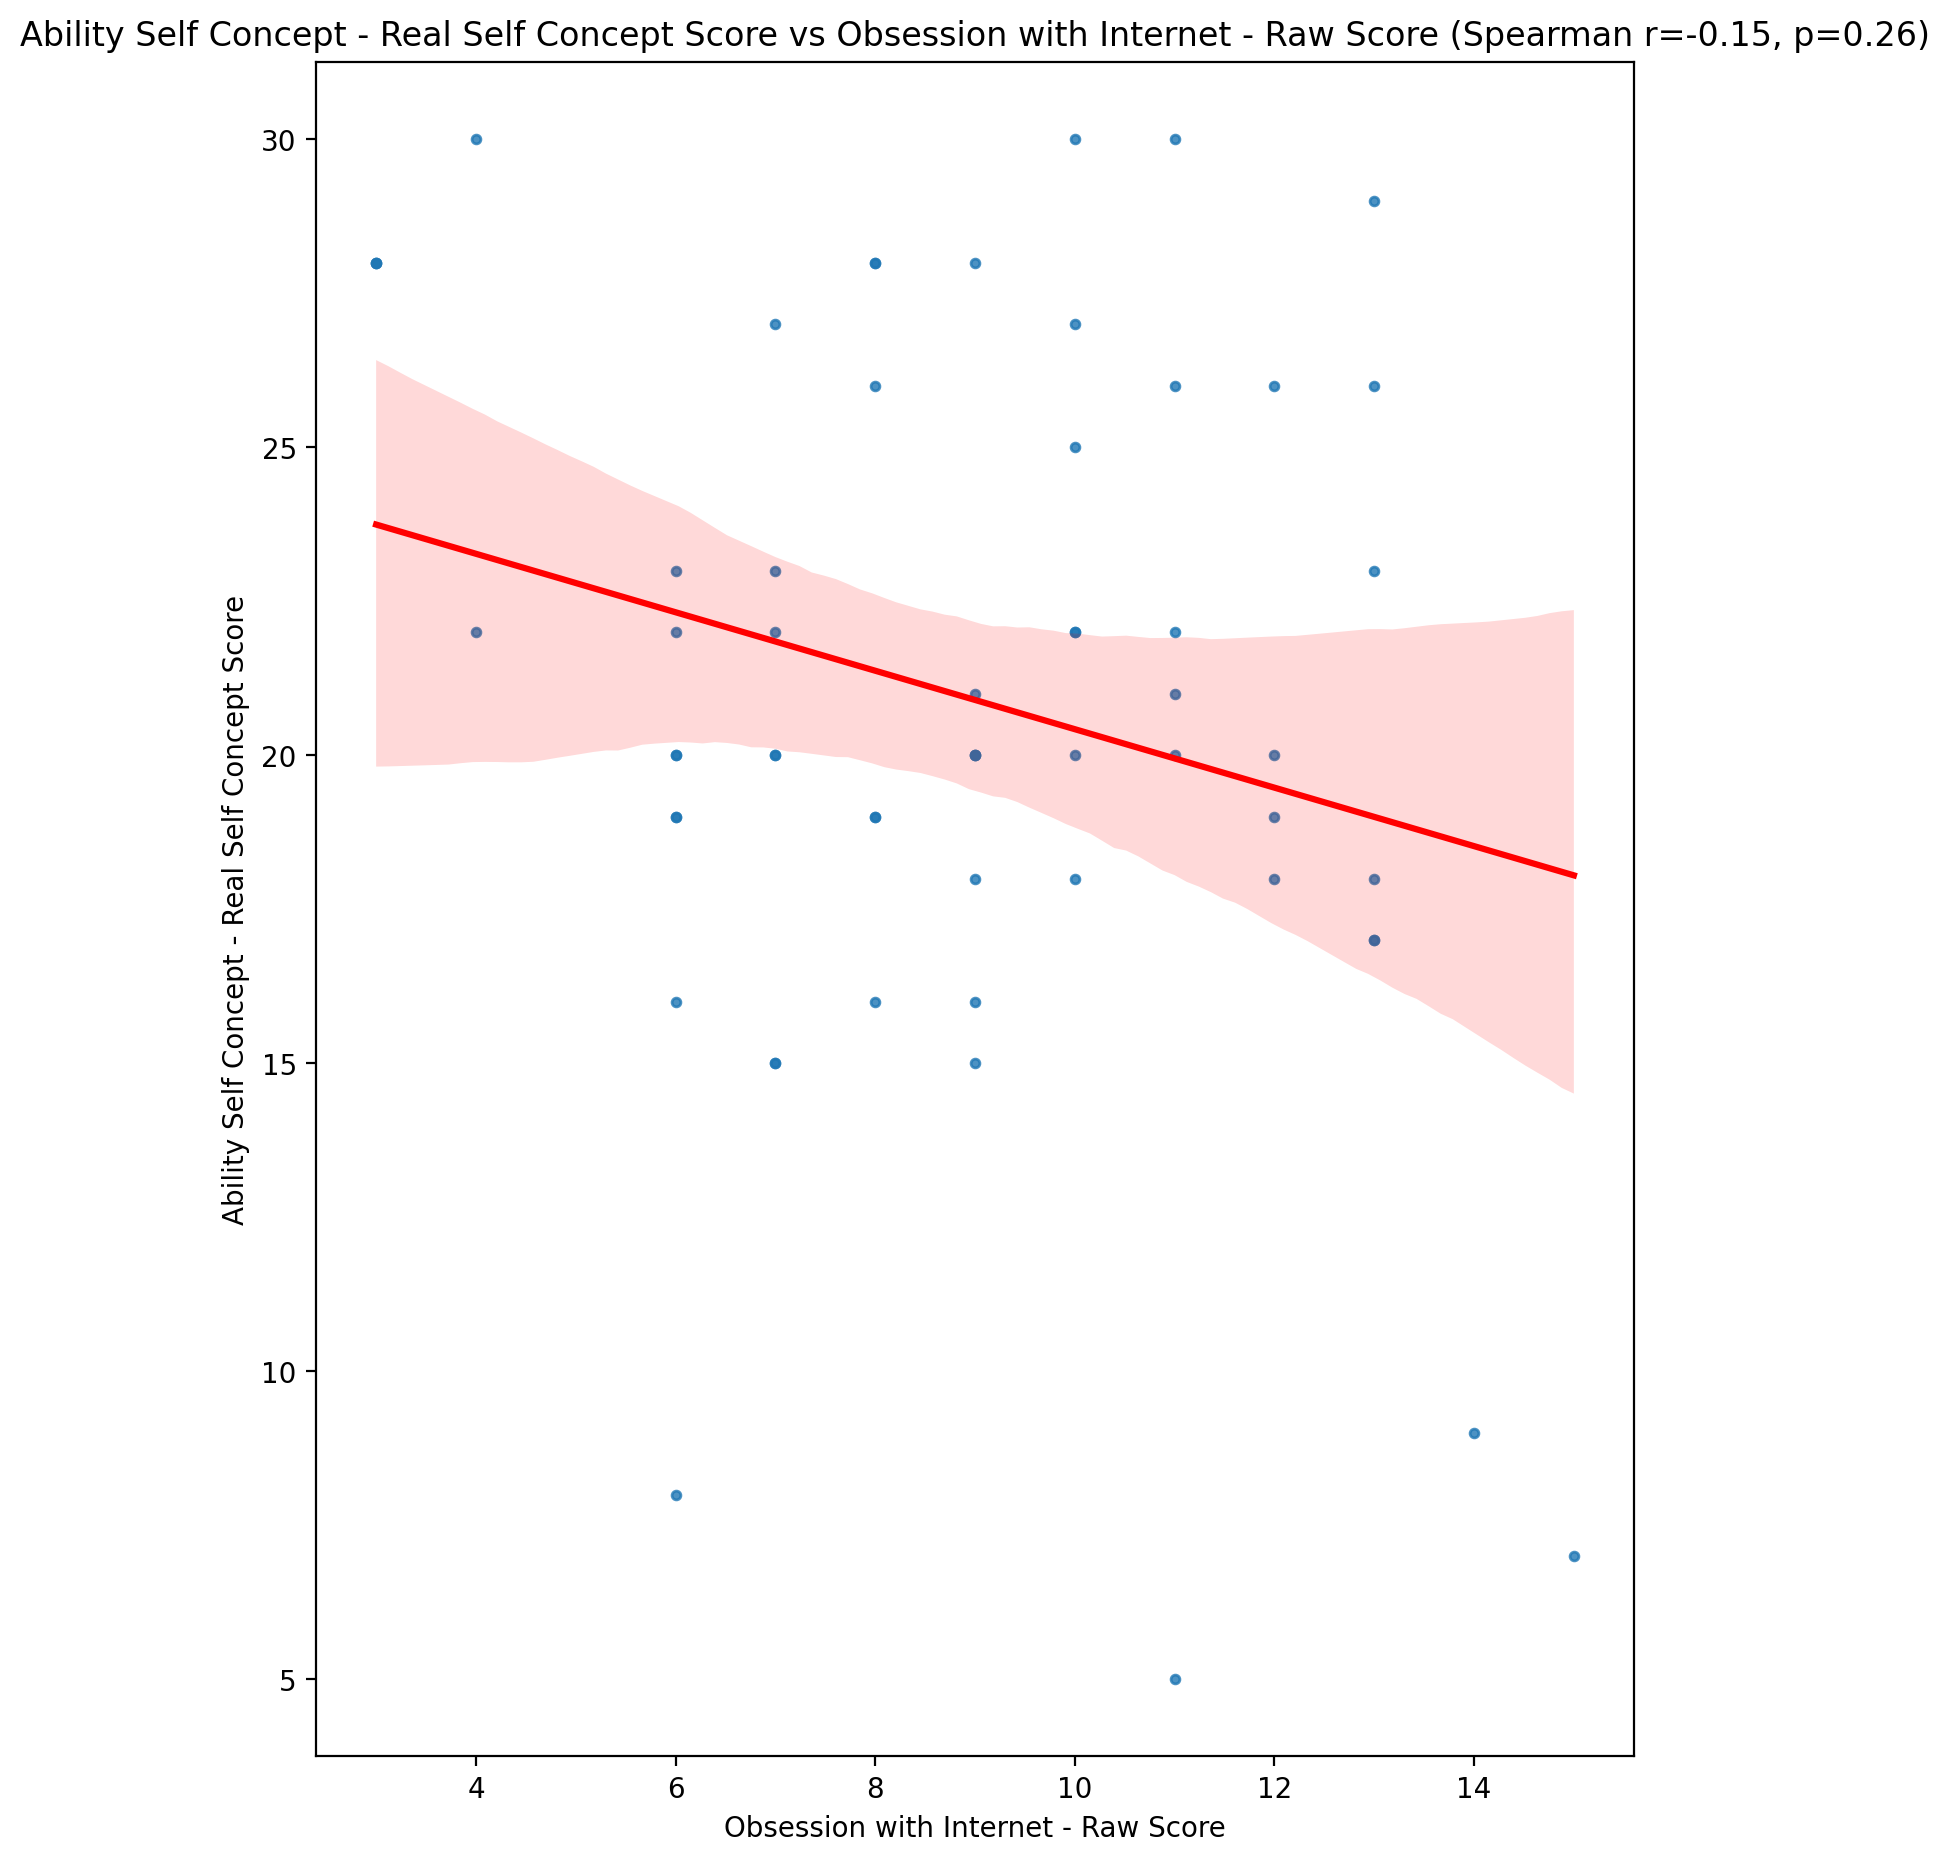 Ability Self Concept - Real Self Concept Score vs Obsession with Internet - Raw Score (Spearman r=-0.15, p=0.26)
30
25
20
15
10
5
Ability Self Concept - Real Self Concept Score
4 6 8 10 12 14
Obsession with Internet - Raw Score